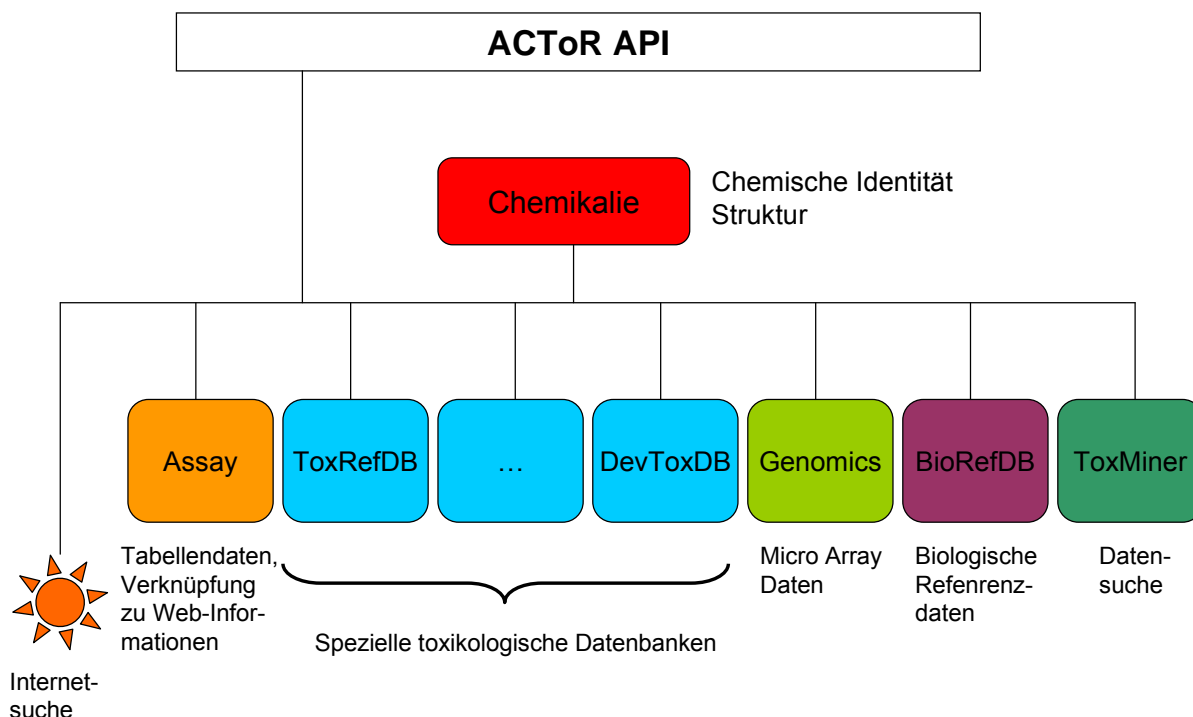 ACToR API
Chemikalie
Chemische Identität
Struktur
Assay
ToxRefDB
...
DevToxDB
Genomics
BioRefDB
ToxMiner
Tabellendaten,
Verknüpfung
zu Web-Infor-
mationen
Spezielle toxikologische Datenbanken
Micro Array
Daten
Biologische
Refenrenz-
daten
Daten-
suche
Internet-
suche